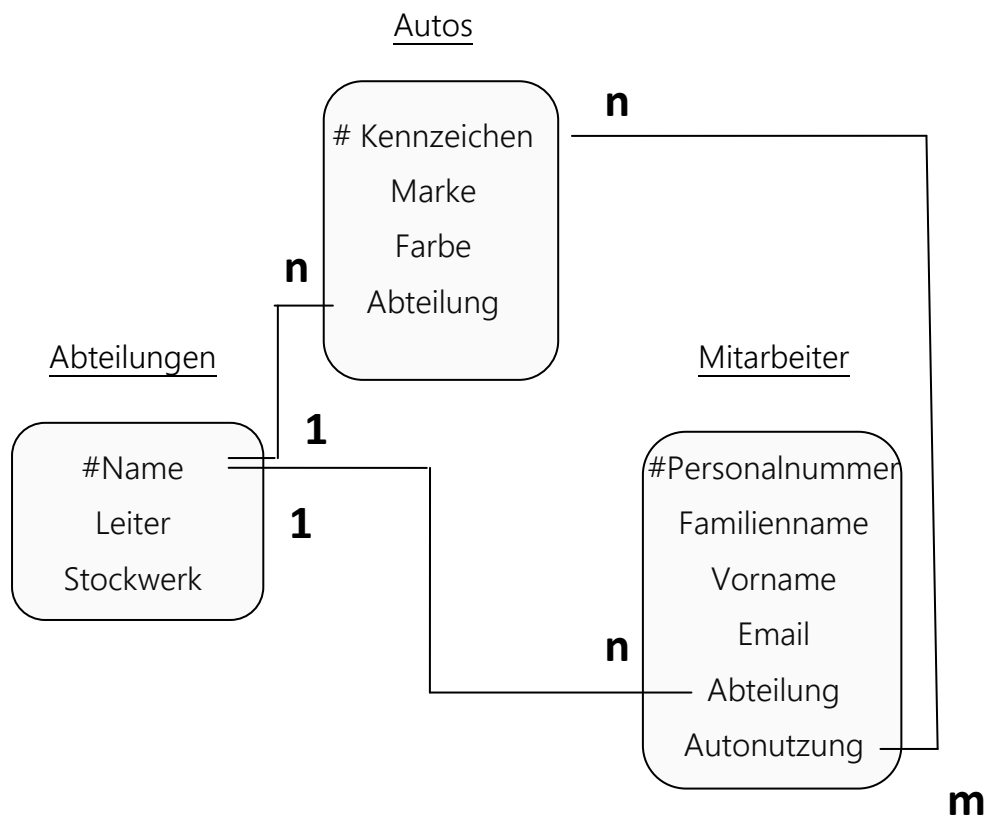 Autos
n
# Kennzeichen
Marke
Farbe
n
Abteilung
Abteilungen
Mitarbeiter
1
#Name
Leiter
Stockwerk
1
#Personalnummer
Familienname
Vorname
Email
n
Abteilung
Autonutzung
m